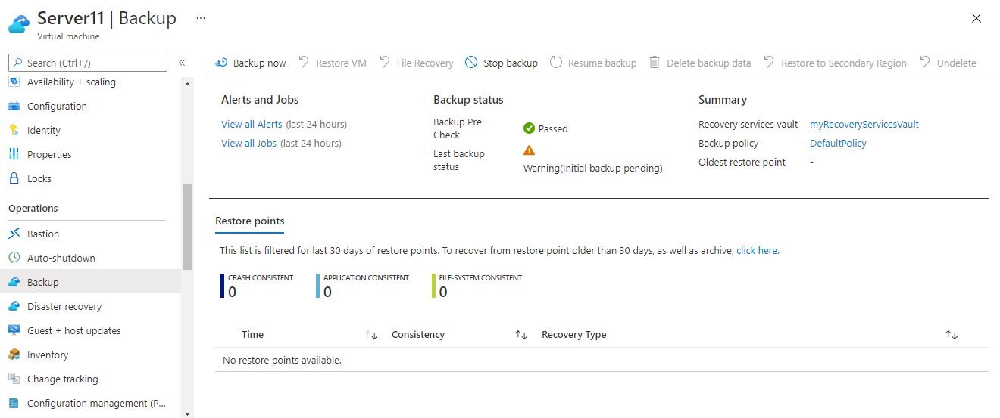 Server11 | Backup ...
Virtual machine
Search (Ctrl+/)
Availability + scaling
Configuration
Identity
Properties
Locks
Operations
Bastion
Auto-shutdown
Backup
Disaster recovery
Guest + host updates
Inventory
Change tracking
Configuration management (P...
Backup now Restore VM File Recovery Stop backup Resume backup Delete backup data Restore to Secondary Region Undelete
Alerts and Jobs
View all Alerts (last 24 hours)
View all Jobs (last 24 hours)
Backup status
Backup Pre-
Check
Passed
Last backup
status
Warning(Initial backup pending)
Summary
Recovery services vault myRecoveryServicesVault
Backup policy DefaultPolicy
Oldest restore point -
Restore points
This list is filtered for last 30 days of restore points. To recover from restore point older than 30 days, as well as archive, click here.
CRASH CONSISTENT
0
APPLICATION CONSISTENT
0
FILE-SYSTEM CONSISTENT
0
Time Consistency Recovery Type
No restore points available.